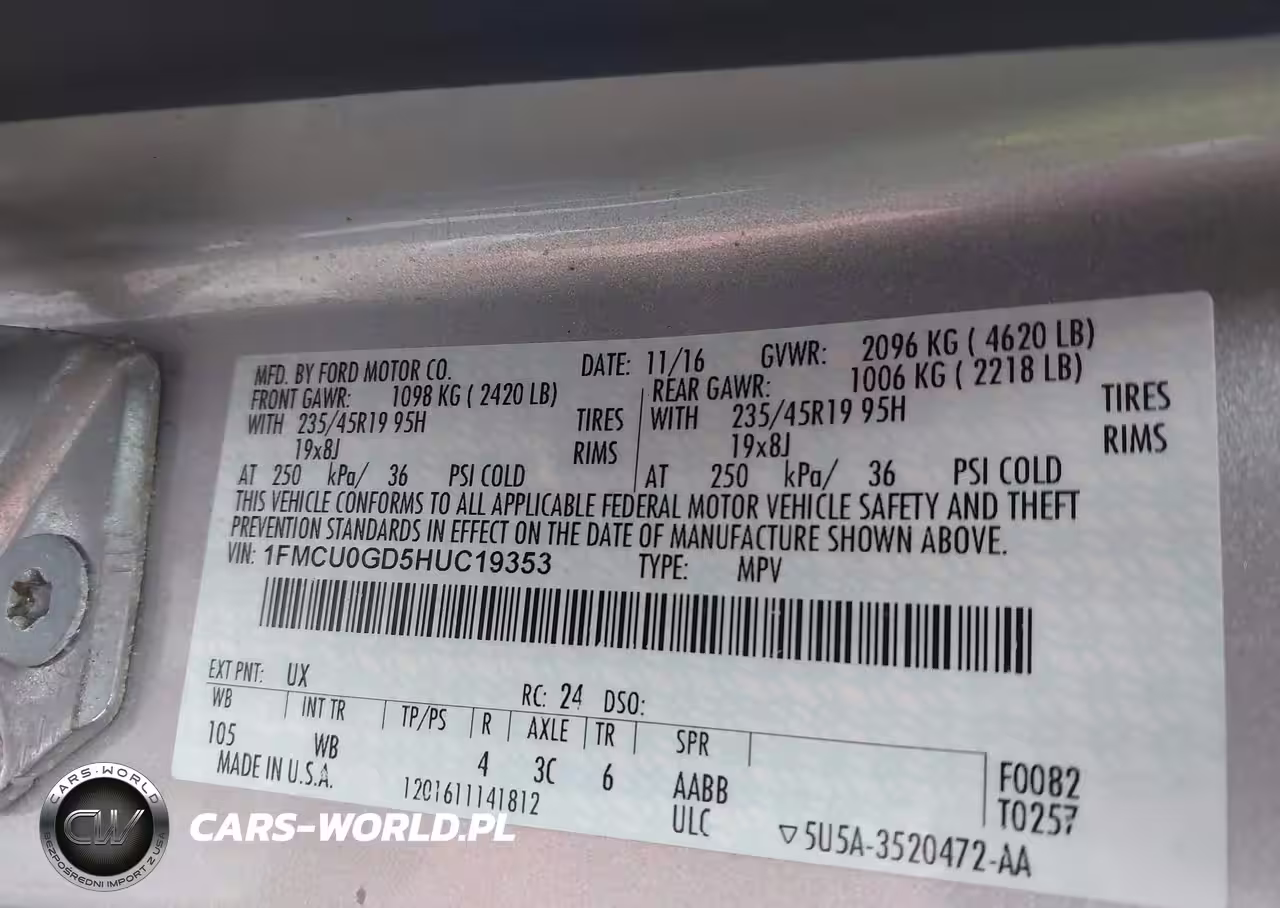 MFD. BY FORD MOTOR CO. DATE: 11/16 GVWR: 2096 KG ( 4620 LB)
FRONT GAWR: 1098 KG ( 2420 LB) REAR GAWR: 1006 KG ( 2218 LB)
WITH 235/45R19 95H TIRES WITH 235/45R19 95H TIRES
19x8J RIMS 19x8J RIMS
AT 250 kPa/ 36 PSI COLD AT 250 kPa/ 36 PSI COLD
THIS VEHICLE CONFORMS TO ALL APPLICABLE FEDERAL MOTOR VEHICLE SAFETY AND THEFT
PREVENTION STANDARDS IN EFFECT ON THE DATE OF MANUFACTURE SHOWN ABOVE.
VIN: 1FMCU0GD5HUC19353 TYPE: MPV
EXT PNT: UX RC: 24 DSO:
WB INT TR TP/PS R AXLE TR SPR
105 WB 4 3C 6 AABB F0082
MADE IN U.S.A. 1201611141812 ULC T0257
▽5U5A-3520472-AA
CARS-WORLD
CW
BEZPOŚREDNI IMPORT Z USA
CARS-WORLD.PL